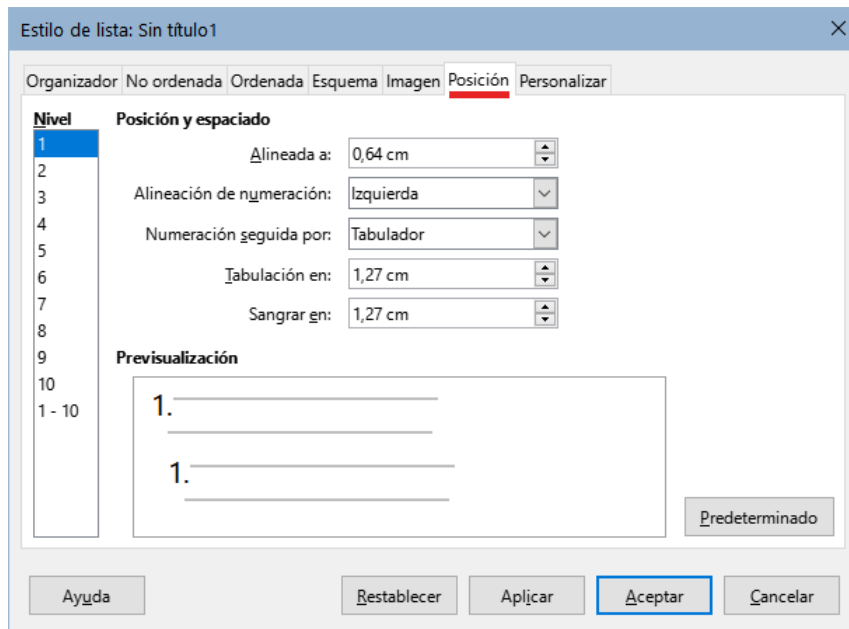 Estilo de lista: Sin título1
Organizador No ordenada Ordenada Esquema Imagen Posición Personalizar
Nivel
1
2
3
4
5
6
7
8
9
10
1 - 10
Posición y espaciado
Alineada a: 0,64 cm
Alineación de numeración: Izquierda
Numeración seguida por: Tabulador
Tabulación en: 1,27 cm
Sangrar en: 1,27 cm
Previsualización
1.
1.
Predeterminado
Ayuda Restablecer Aplicar Aceptar Cancelar